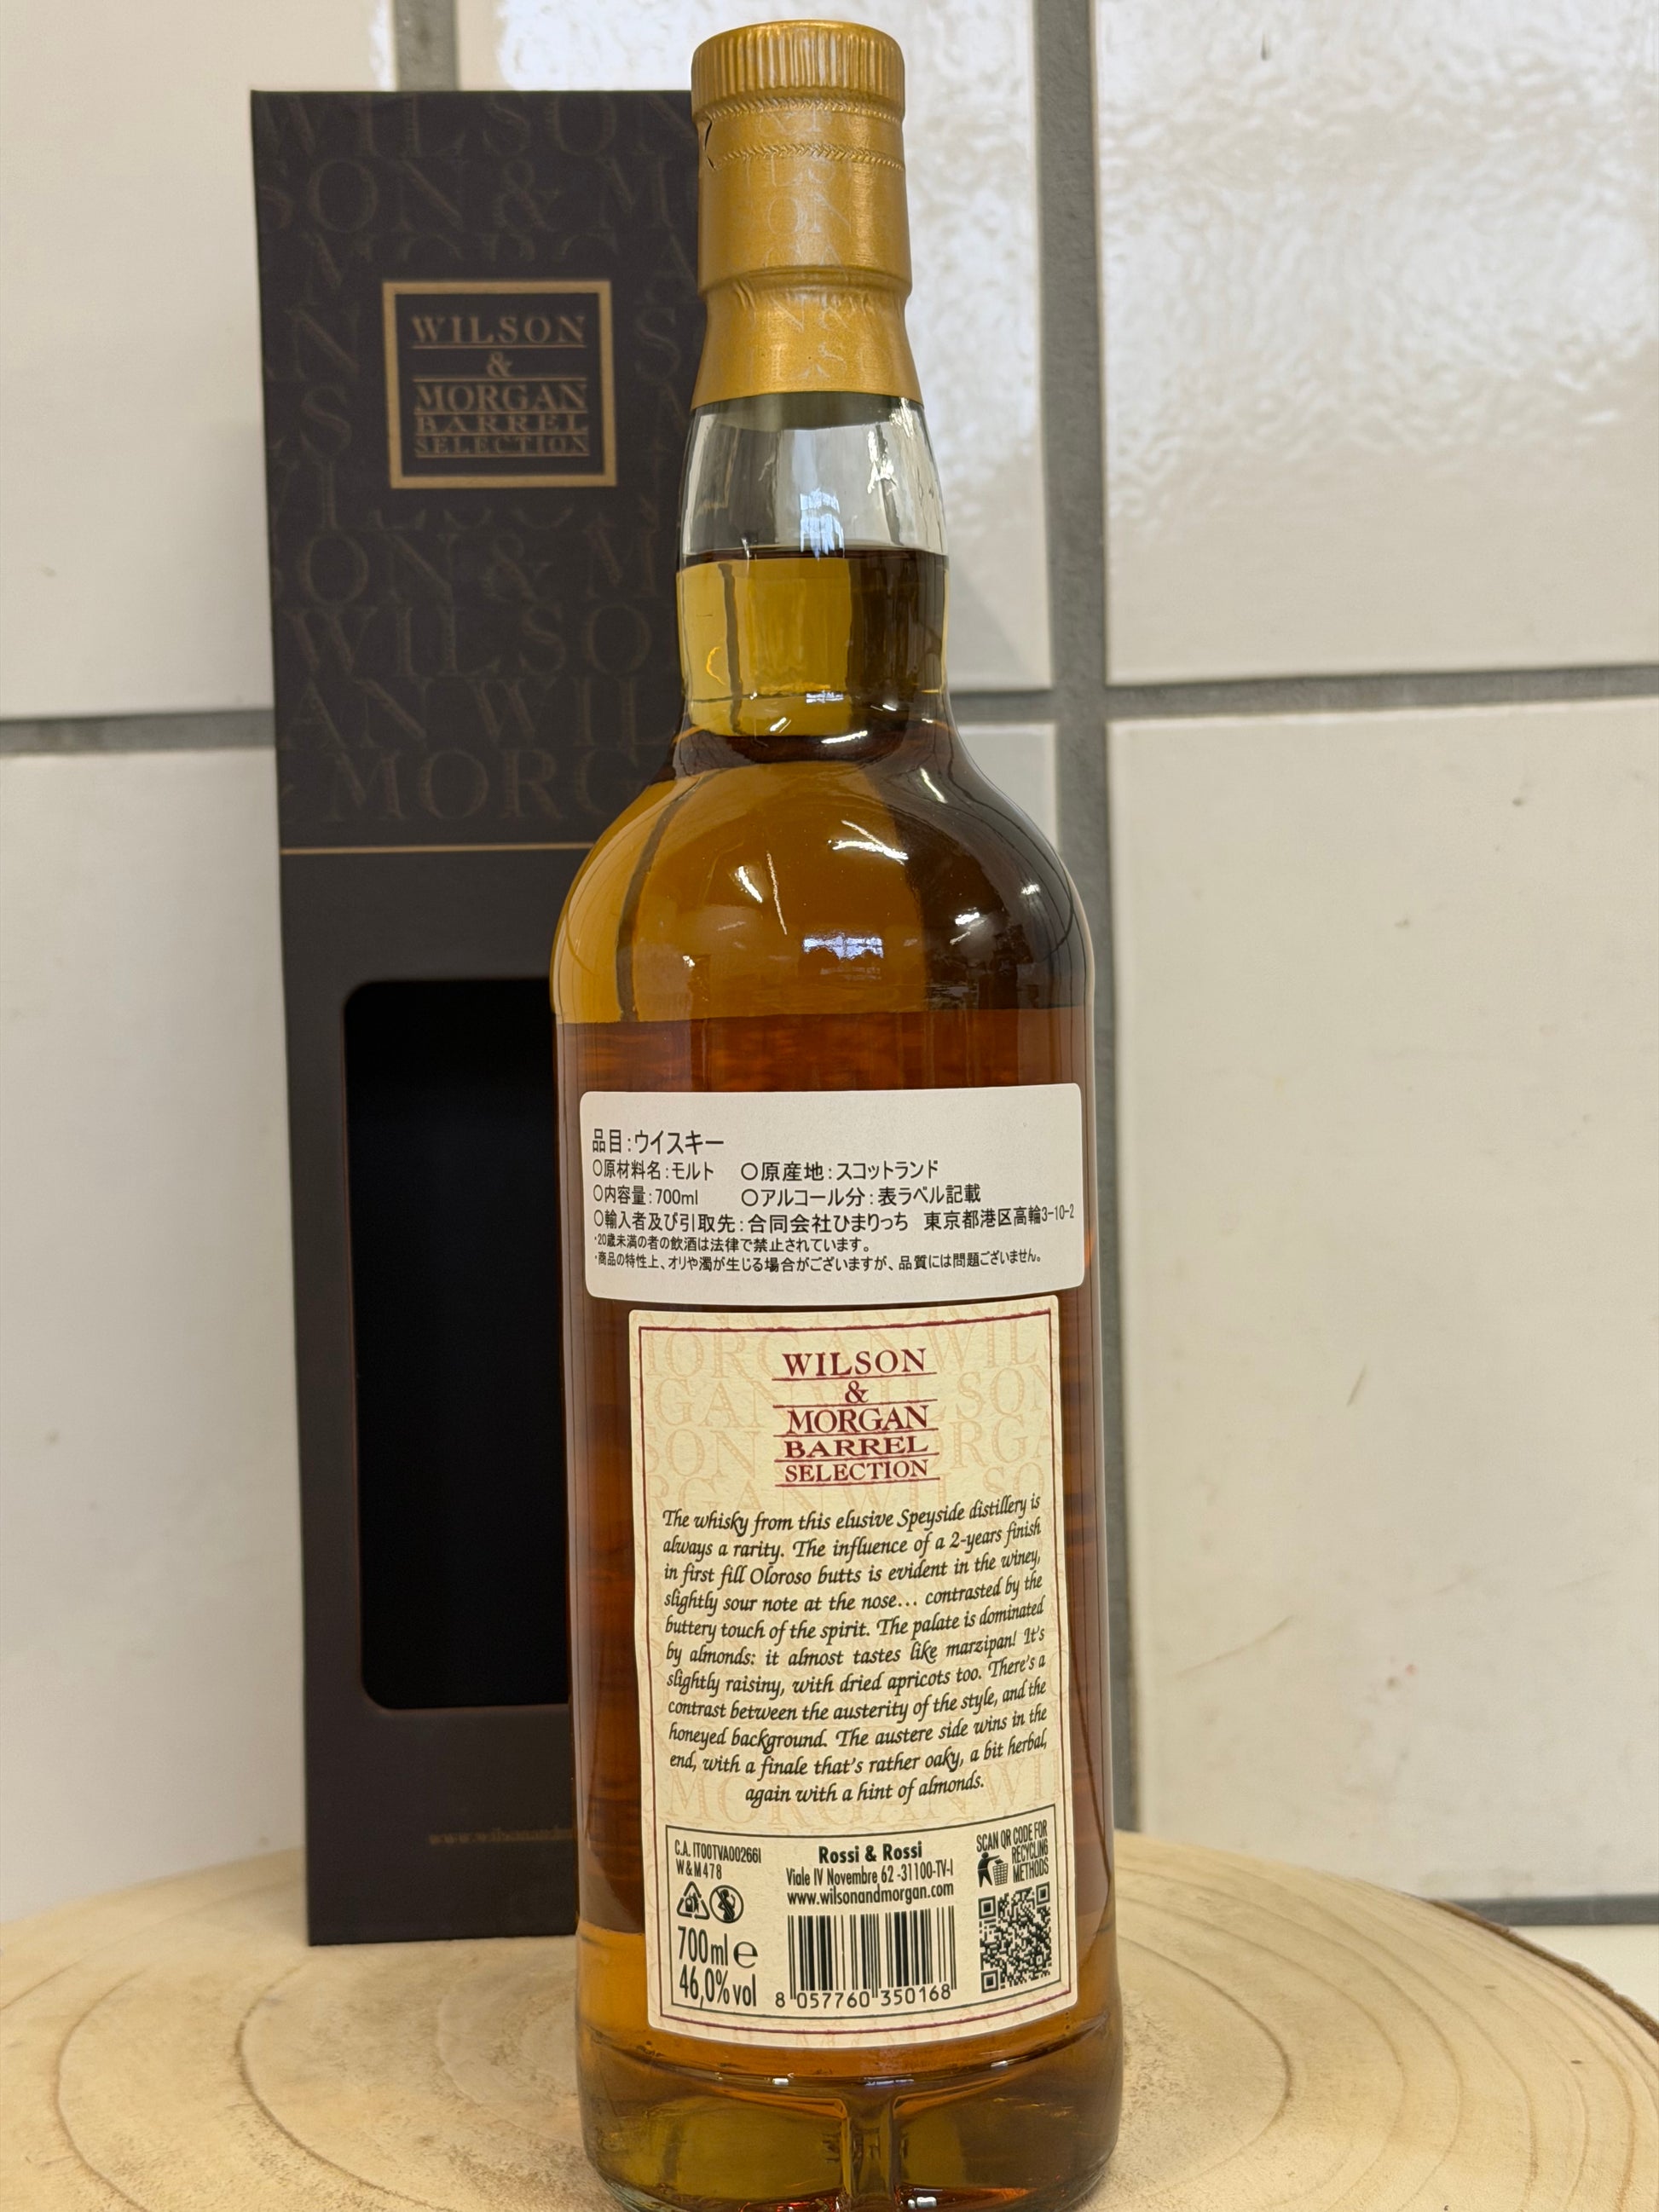 WILSON
&
MORGAN
BARREL
SELECTION
品目:ウイスキー
○原材料名:モルト ○原産地:スコットランド
○内容量:700ml ○アルコール分:表ラベル記載
○輸入者及び引取先:合同会社ひまりっち 東京都港区高輪3-10-2
・20歳未満の者の飲酒は法律で禁止されています。
・商品の特性上、オリや濁が生じる場合がございますが、品質には問題ございません。
WILSON
&
MORGAN
BARREL
SELECTION
The whisky from this elusive Speyside distillery is
always a rarity. The influence of a 2-years finish
in first fill Oloroso butts is evident in the winey,
slightly sour note at the nose... contrasted by the
buttery touch of the spirit. The palate is dominated
by almonds: it almost tastes like marzipan! It's
slightly raisiny, with dried apricots too. There's a
contrast between the austerity of the style, and the
honeyed background. The austere side wins in the
end, with a finale that's rather oaky, a bit herbal,
again with a hint of almonds.
C.A. IT00TVA00266I
W&M478
700ml e
46,0%vol
Rossi & Rossi
Viale IV Novembre 62 -31100-TV-I
www.wilsonandmorgan.com
8 057760 350168
SCAN QR CODE FOR
RECYCLING
METHODS